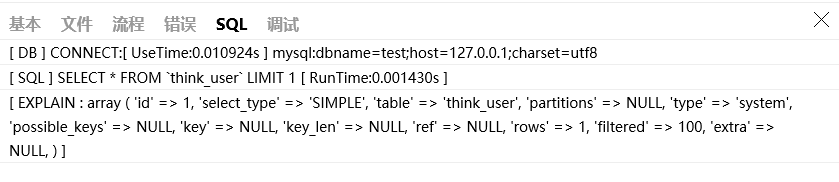 基本 文件 流程 错误 SQL 调试
[ DB ] CONNECT:[ UseTime:0.010924s ] mysql:dbname=test;host=127.0.0.1;charset=utf8
[ SQL ] SELECT * FROM `think_user` LIMIT 1 [ RunTime:0.001430s ]
[ EXPLAIN : array ( 'id' => 1, 'select_type' => 'SIMPLE', 'table' => 'think_user', 'partitions' => NULL, 'type' => 'system',
'possible_keys' => NULL, 'key' => NULL, 'key_len' => NULL, 'ref' => NULL, 'rows' => 1, 'filtered' => 100, 'extra' =>
NULL, ) ]